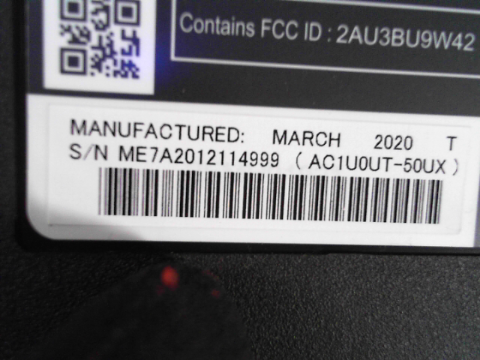 Contains FCC ID : 2AU3BU9W42
MANUFACTURED: MARCH 2020 T
S/N ME7A2012114999 ( AC1U0UT-50UX )